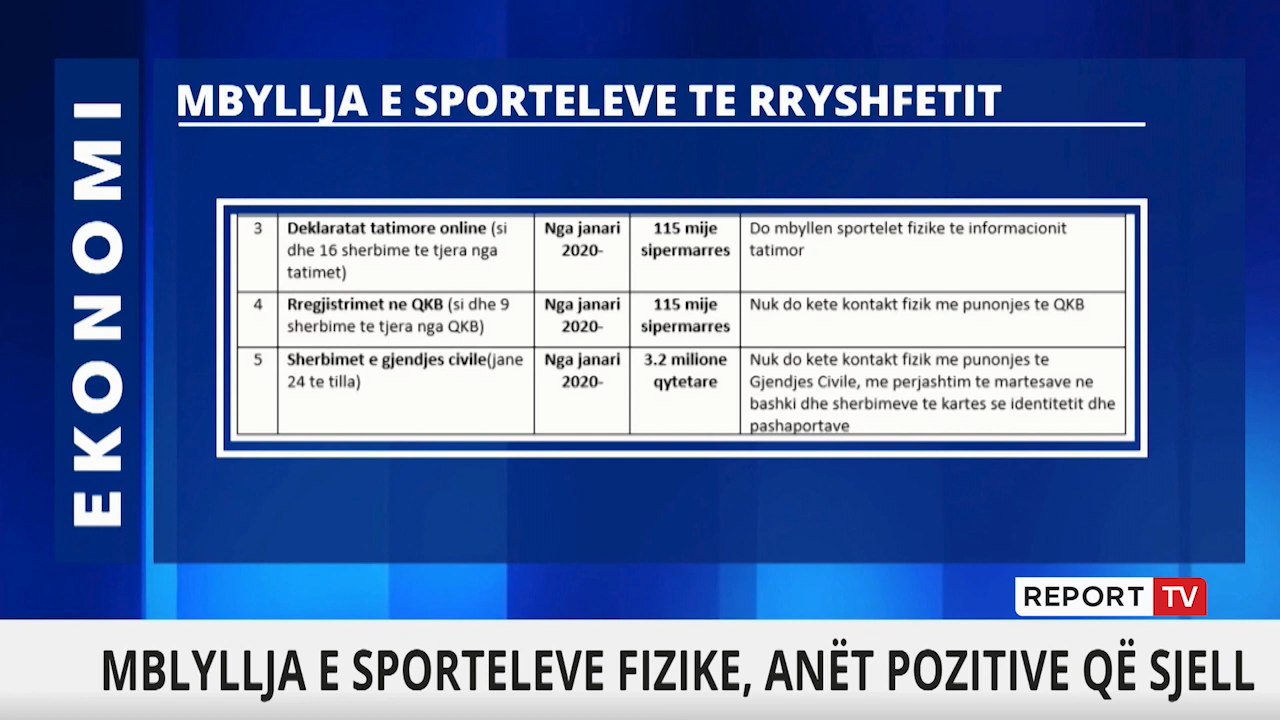 EKONOMI
MBYLLJA E SPORTELEVE TE RRYSHFETIT
3
Deklaratat tatimore online (si
dhe 16 sherbime te tjera nga
tatimet)
Nga janari
2020-
115 mije
sipermarres
Do mbyllen sportelet fizike te informacionit
tatimor
4
Rregjistrimet ne QKB (si dhe 9
sherbime te tjera nga QKB)
Nga janari
2020-
115 mije
sipermarres
Nuk do kete kontakt fizik me punonjes te QKB
5
Sherbimet e gjendjes civile(jane
24 te tilla)
Nga janari
2020-
3.2 milione
qytetare
Nuk do kete kontakt fizik me punonjes te
Gjendjes Civile, me perjashtim te martesave ne
bashki dhe sherbimeve te kartes se identitetit dhe
pashaportave
REPORT TV
MBLYLLJA E SPORTELEVE FIZIKE, ANËT POZITIVE QË SJELL